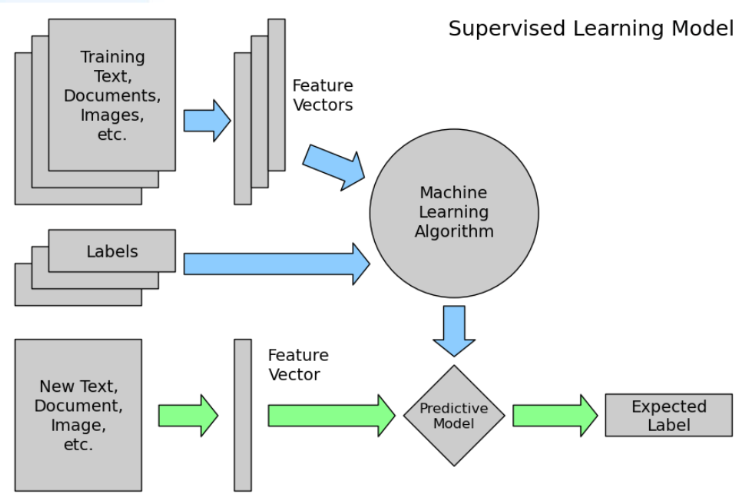 Supervised Learning Model
Training
Text,
Documents,
Images,
etc.
Feature
Vectors
Machine
Learning
Algorithm
Labels
New Text,
Document,
Image,
etc.
Feature
Vector
Predictive
Model
Expected
Label